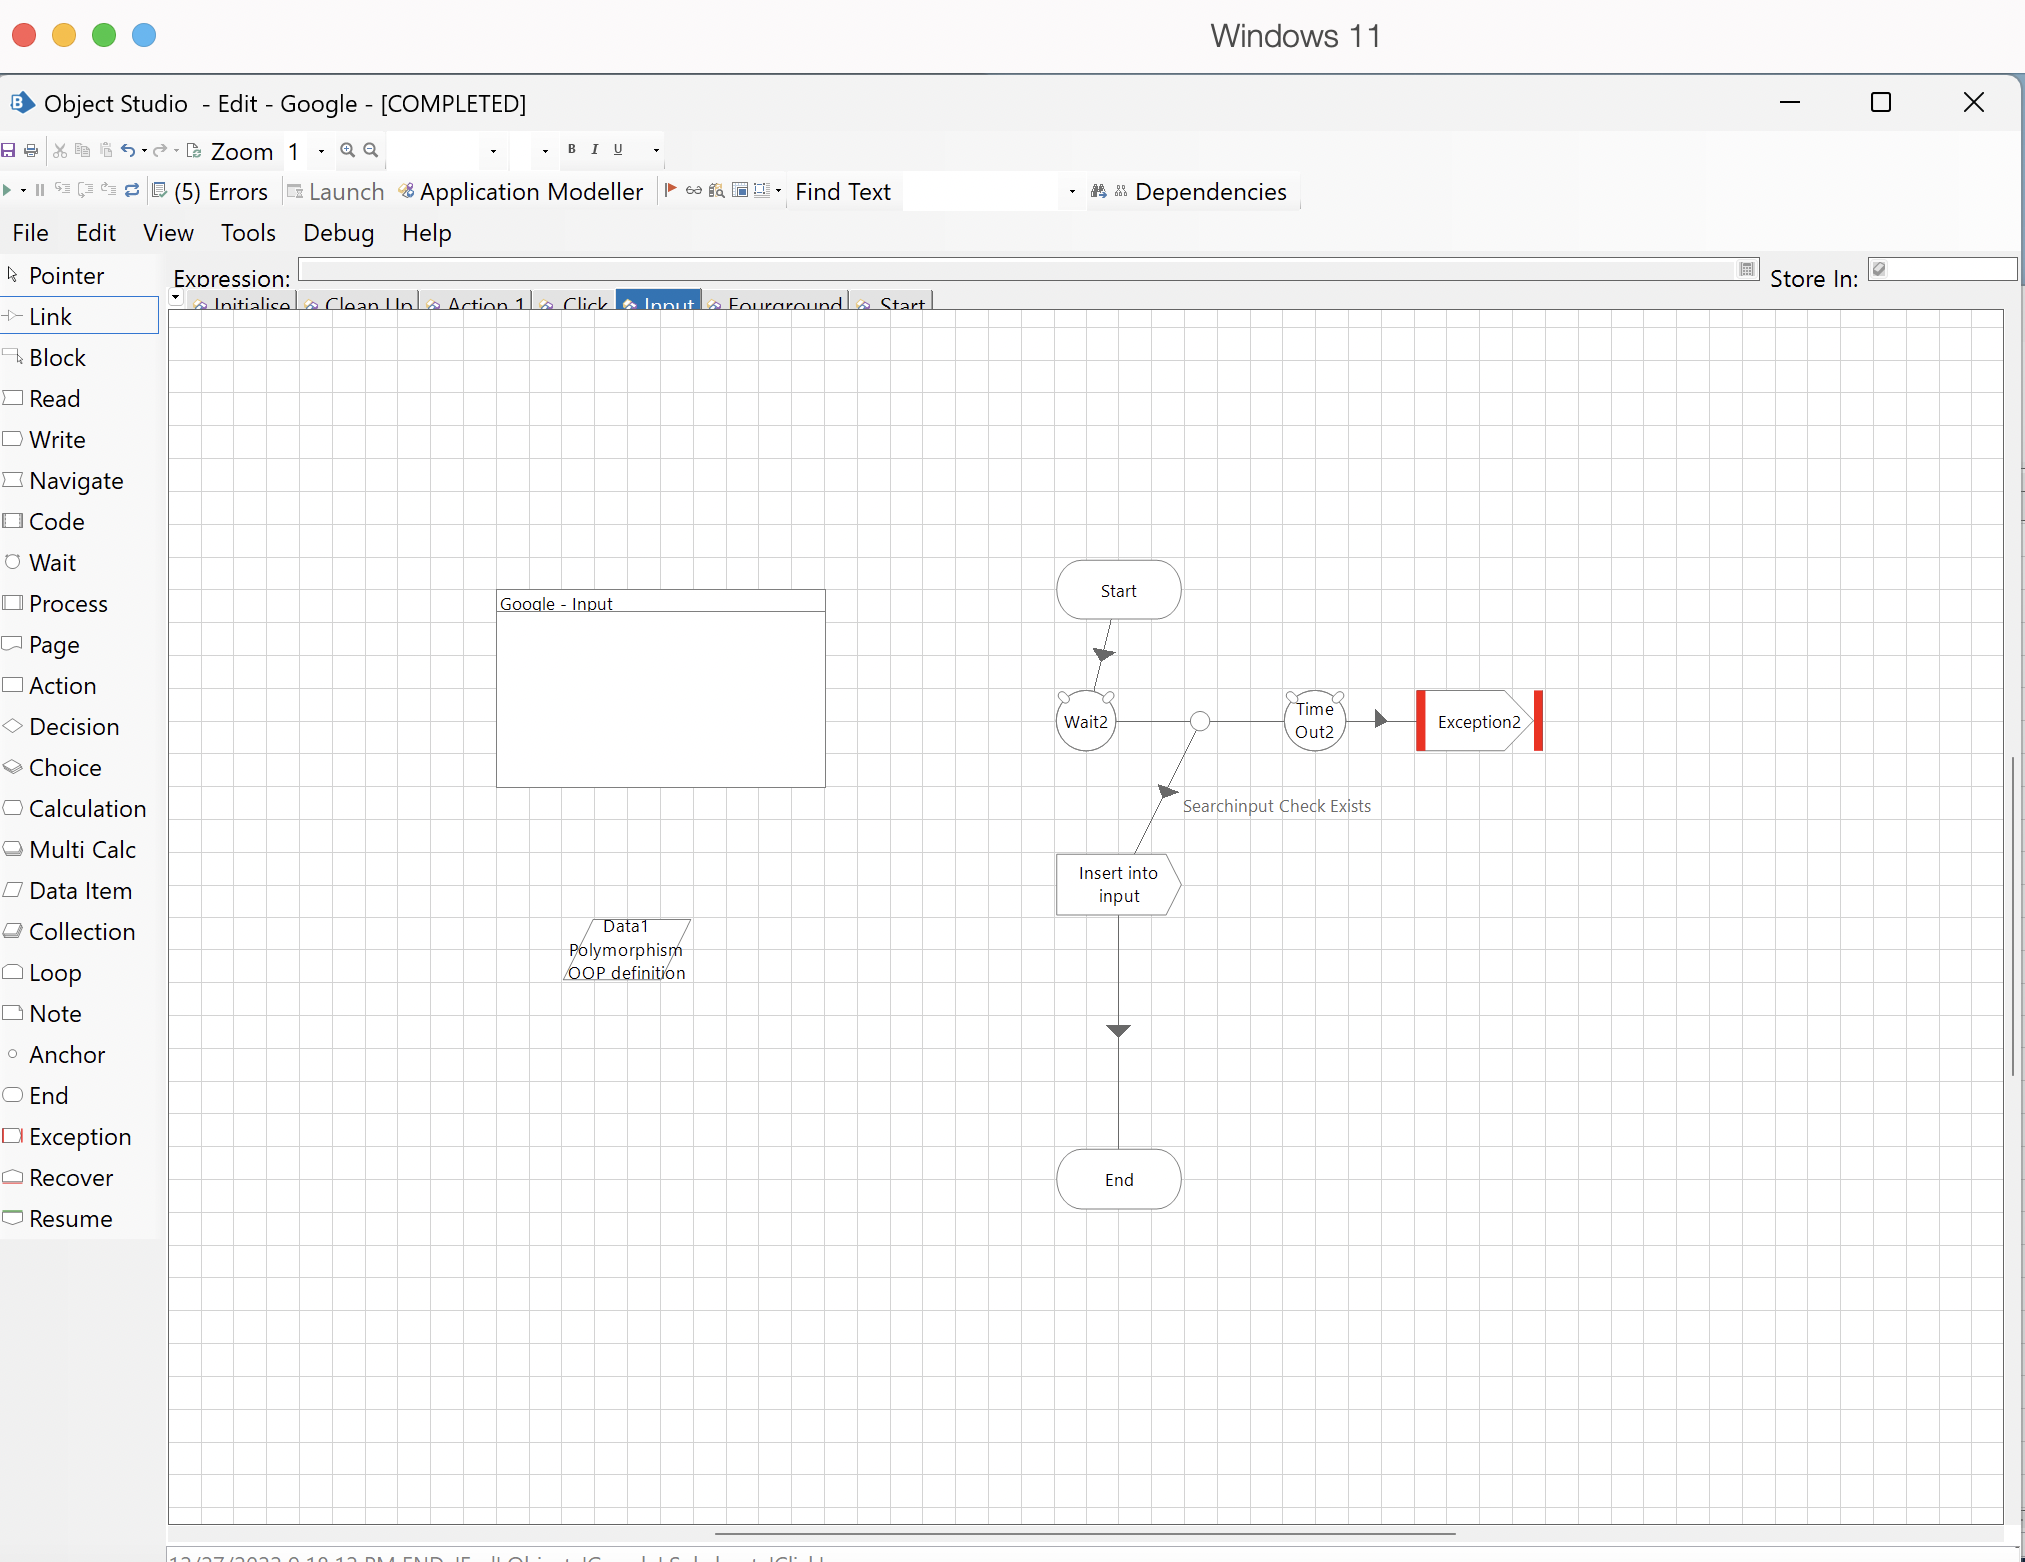 Windows 11
Object Studio - Edit - Google - [COMPLETED]
Zoom 1 B I U
(5) Errors Launch Application Modeller Find Text Dependencies
File Edit View Tools Debug Help
Expression: Store In:
Initialise Clean Up Action 1 Click Input Fourground Start
Pointer
Link
Block
Read
Write
Navigate
Code
Wait
Process
Page
Action
Decision
Choice
Calculation
Multi Calc
Data Item
Collection
Loop
Note
Anchor
End
Exception
Recover
Resume
Google - Input
Data1
Polymorphism
OOP definition
Start
Wait2
Time
Out2
Exception2
Searchinput Check Exists
Insert into
input
End